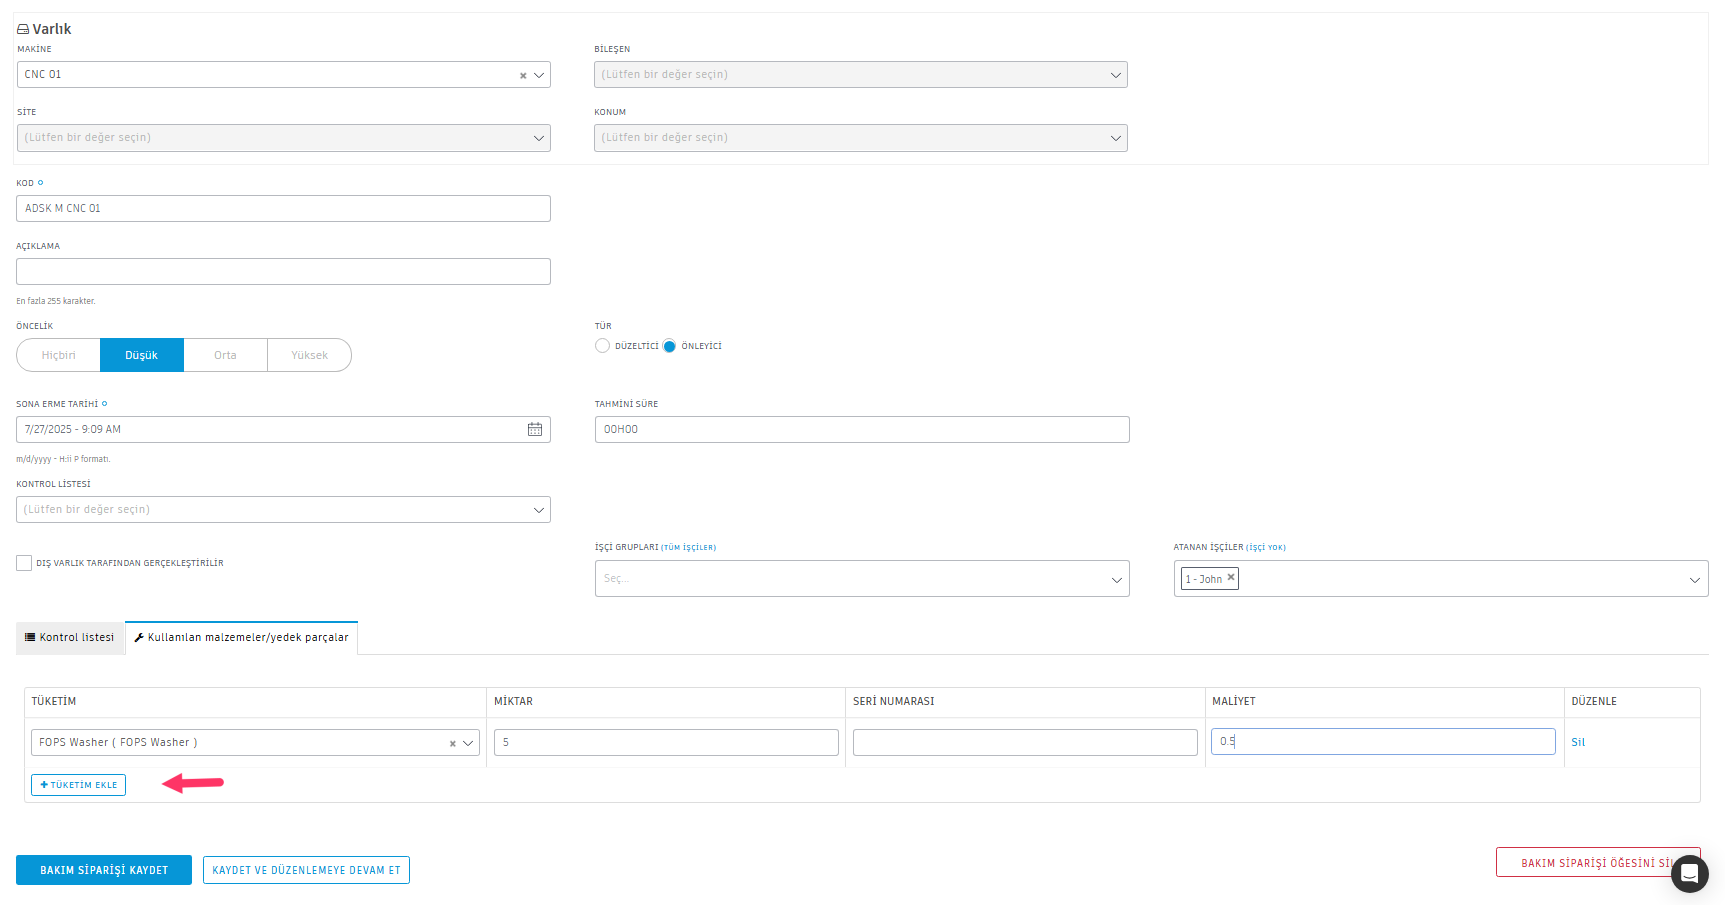 Varlık
MAKİNE
BİLEŞEN
CNC 01
(Lütfen bir değer seçin)
SİTE
KONUM
(Lütfen bir değer seçin)
(Lütfen bir değer seçin)
KOD
ADSK M CNC 01
AÇIKLAMA
En fazla 255 karakter.
ÖNCELİK
TÜR
Hiçbiri
Düşük
Orta
Yüksek
DÜZELTİCİ
ÖNLEYİCİ
SONA ERME TARİHİ
TAHMİNİ SÜRE
7/27/2025 - 9:09 AM
00H00
m/d/yyyy - H:ii P formatı.
KONTROL LİSTESİ
(Lütfen bir değer seçin)
DIŞ VARLIK TARAFINDAN GERÇEKLEŞTİRİLİR
İŞÇİ GRUPLARI (TÜM İŞÇİLER)
Seç...
ATANAN İŞÇİLER (İŞÇİ YOK)
1 - John
Kontrol listesi
Kullanılan malzemeler/yedek parçalar
TÜKETİM
MİKTAR
SERİ NUMARASI
MALİYET
DÜZENLE
FOPS Washer ( FOPS Washer )
5
0.5
Sil
+ TÜKETİM EKLE
BAKIM SİPARİŞİ KAYDET
KAYDET VE DÜZENLEMEYE DEVAM ET
BAKIM SİPARİŞİ ÖĞESİNİ SİL